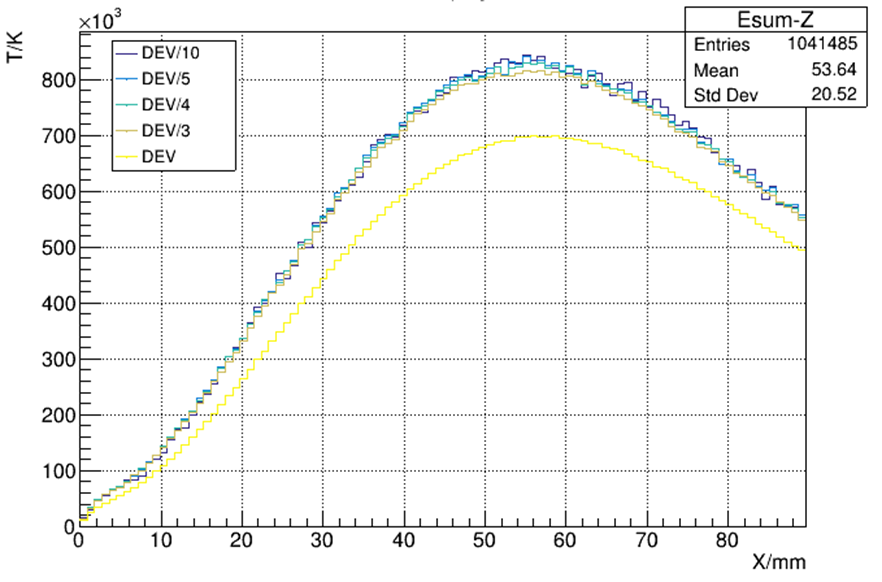 ×10³
T/K
Esum-Z
Entries 1041485
Mean 53.64
Std Dev 20.52
DEV/10
DEV/5
DEV/4
DEV/3
DEV
800
700
600
500
400
300
200
100
0
0 10 20 30 40 50 60 70 80
X/mm